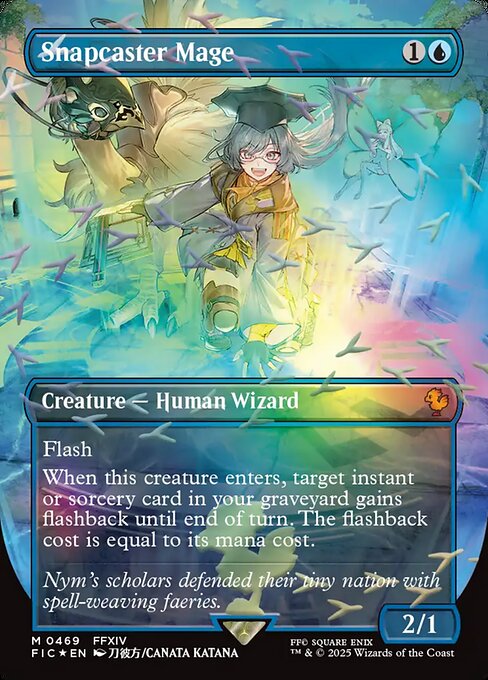 Snapcaster Mage 1
Creature — Human Wizard
Flash
When this creature enters, target instant
or sorcery card in your graveyard gains
flashback until end of turn. The flashback
cost is equal to its mana cost.
Nym's scholars defended their tiny nation with
spell-weaving faeries.
2/1
M 0469 FFXIV
FIC★EN 刀彼方/CANATA KATANA
FF© SQUARE ENIX
™ & © 2025 Wizards of the Coast